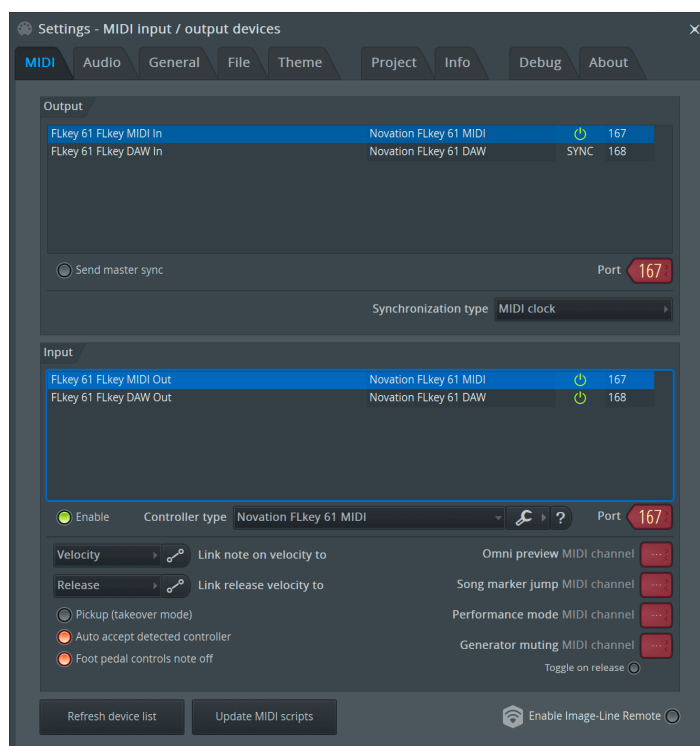 Settings - MIDI input / output devices
MIDI Audio General File Theme Project Info Debug About
Output
FLkey 61 FLkey MIDI In Novation FLkey 61 MIDI 167
FLkey 61 FLkey DAW In Novation FLkey 61 DAW SYNC 168
Send master sync Port 167
Synchronization type MIDI clock
Input
FLkey 61 FLkey MIDI Out Novation FLkey 61 MIDI 167
FLkey 61 FLkey DAW Out Novation FLkey 61 DAW 168
Enable Controller type Novation FLkey 61 MIDI ? Port 167
Velocity Link note on velocity to Omni preview MIDI channel ---
Release Link release velocity to Song marker jump MIDI channel ---
Pickup (takeover mode) Performance mode MIDI channel ---
Auto accept detected controller Generator muting MIDI channel ---
Foot pedal controls note off Toggle on release
Refresh device list Update MIDI scripts Enable Image-Line Remote